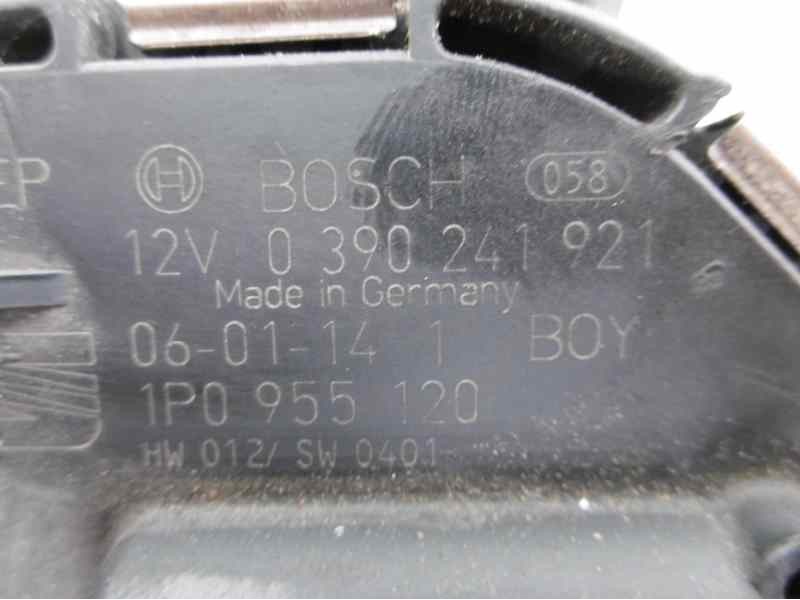 EP BOSCH 058
12V 0 390 241 921
Made in Germany
06-01-14 1 BOY
1P0 955 120
HW 012/ SW 0401